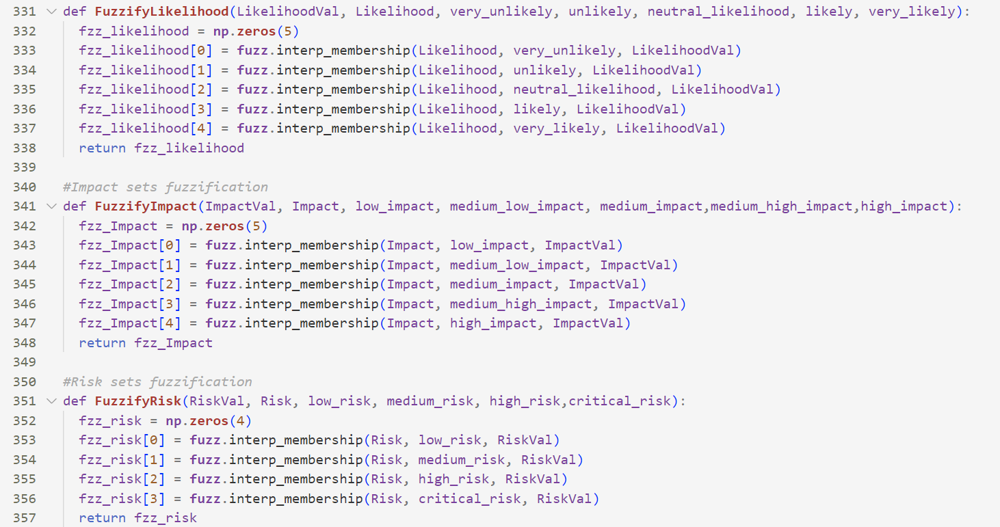 331 def FuzzifyLikelihood(LikelihoodVal, Likelihood, very_unlikely, unlikely, neutral_likelihood, likely, very_likely):
332   fzz_likelihood = np.zeros(5)
333   fzz_likelihood[0] = fuzz.interp_membership(Likelihood, very_unlikely, LikelihoodVal)
334   fzz_likelihood[1] = fuzz.interp_membership(Likelihood, unlikely, LikelihoodVal)
335   fzz_likelihood[2] = fuzz.interp_membership(Likelihood, neutral_likelihood, LikelihoodVal)
336   fzz_likelihood[3] = fuzz.interp_membership(Likelihood, likely, LikelihoodVal)
337   fzz_likelihood[4] = fuzz.interp_membership(Likelihood, very_likely, LikelihoodVal)
338   return fzz_likelihood
339
340 #Impact sets fuzzification
341 def FuzzifyImpact(ImpactVal, Impact, low_impact, medium_low_impact, medium_impact,medium_high_impact,high_impact):
342   fzz_Impact = np.zeros(5)
343   fzz_Impact[0] = fuzz.interp_membership(Impact, low_impact, ImpactVal)
344   fzz_Impact[1] = fuzz.interp_membership(Impact, medium_low_impact, ImpactVal)
345   fzz_Impact[2] = fuzz.interp_membership(Impact, medium_impact, ImpactVal)
346   fzz_Impact[3] = fuzz.interp_membership(Impact, medium_high_impact, ImpactVal)
347   fzz_Impact[4] = fuzz.interp_membership(Impact, high_impact, ImpactVal)
348   return fzz_Impact
349
350 #Risk sets fuzzification
351 def FuzzifyRisk(RiskVal, Risk, low_risk, medium_risk, high_risk,critical_risk):
352   fzz_risk = np.zeros(4)
353   fzz_risk[0] = fuzz.interp_membership(Risk, low_risk, RiskVal)
354   fzz_risk[1] = fuzz.interp_membership(Risk, medium_risk, RiskVal)
355   fzz_risk[2] = fuzz.interp_membership(Risk, high_risk, RiskVal)
356   fzz_risk[3] = fuzz.interp_membership(Risk, critical_risk, RiskVal)
357   return fzz_risk